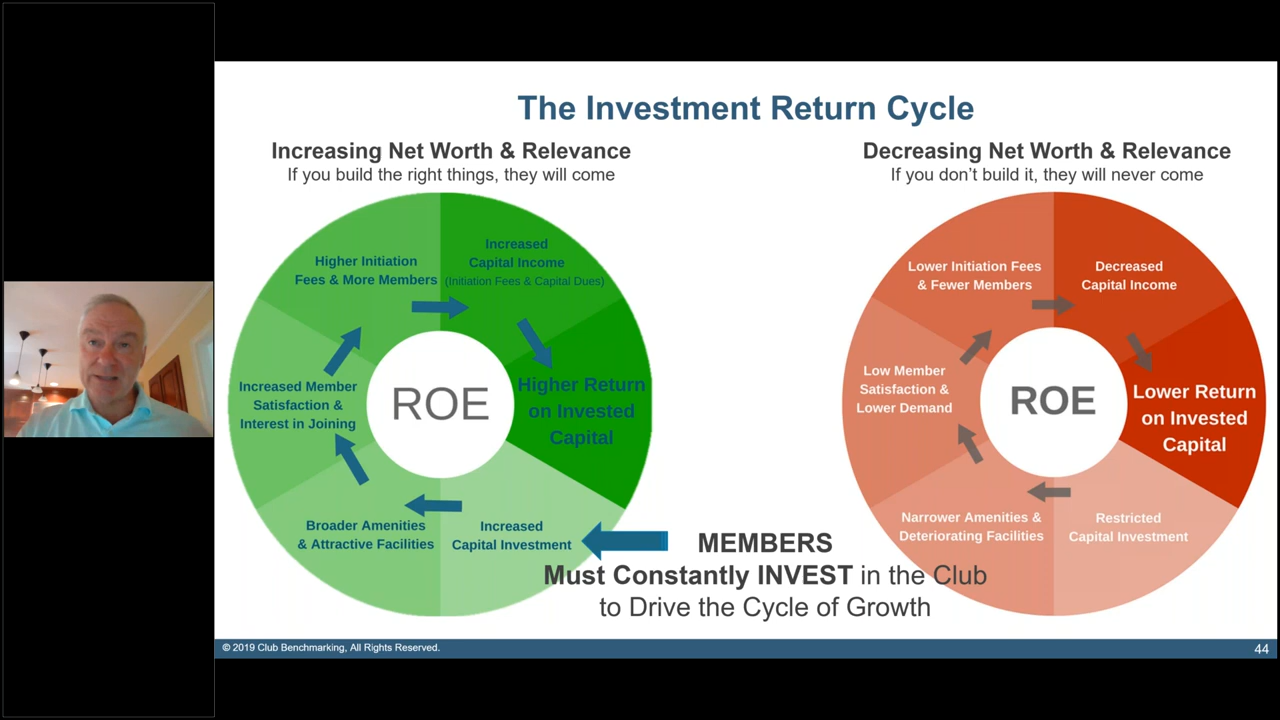 The Investment Return Cycle
Increasing Net Worth & Relevance
If you build the right things, they will come
Increased
Capital Income
(Initiation Fees & Capital Dues)
Higher Return
on Invested
Capital
Increased
Capital Investment
Broader Amenities
& Attractive Facilities
Increased Member
Satisfaction &
Interest in Joining
Higher Initiation
Fees & More Members
ROE
Decreasing Net Worth & Relevance
If you don't build it, they will never come
Decreased
Capital Income
Lower Return
on Invested
Capital
Restricted
Capital Investment
Narrower Amenities &
Deteriorating Facilities
Low Member
Satisfaction &
Lower Demand
Lower Initiation Fees
& Fewer Members
ROE
MEMBERS
Must Constantly INVEST in the Club
to Drive the Cycle of Growth
© 2019 Club Benchmarking, All Rights Reserved.
44